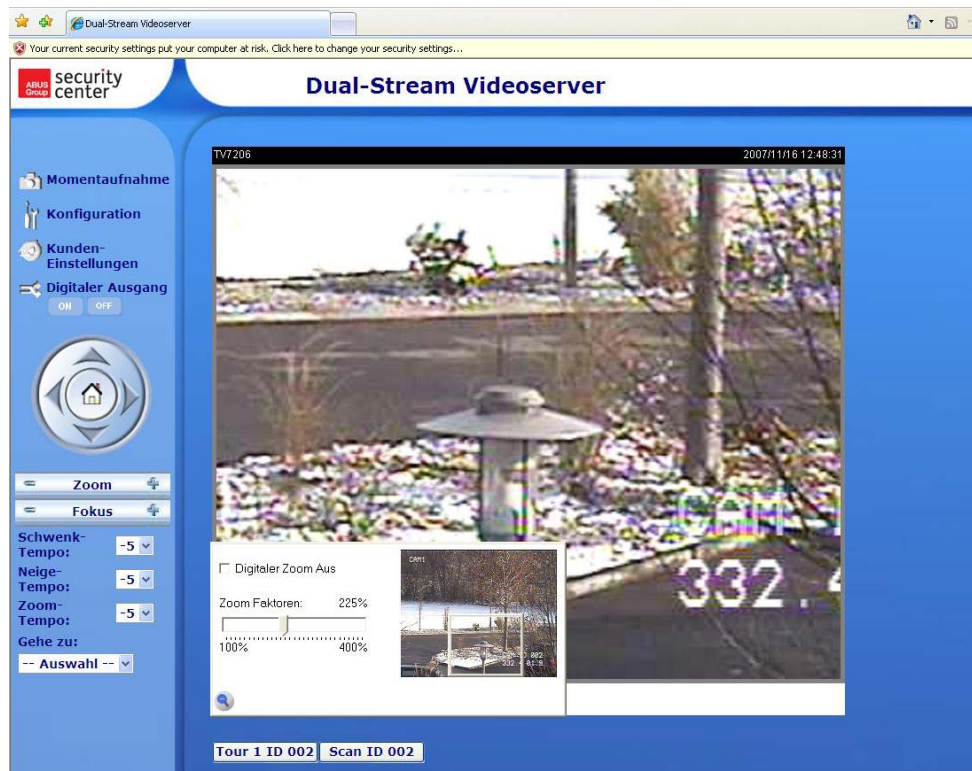 Dual-Stream Videoserver
Your current security settings put your computer at risk. Click here to change your security settings...
ABUS
Group
security
center
Dual-Stream Videoserver
TV7206
2007/11/16 12:48:31
Momentaufnahme
Konfiguration
Kunden-
Einstellungen
Digitaler Ausgang
ON OFF
Zoom
Fokus
Schwenk-
Tempo:
-5
Neige-
Tempo:
-5
Zoom-
Tempo:
-5
Gehe zu:
-- Auswahl --
CAM
332.
Digitaler Zoom Aus
Zoom Faktoren: 225%
100% 400%
CAM1
Tour 1 ID 002
Scan ID 002